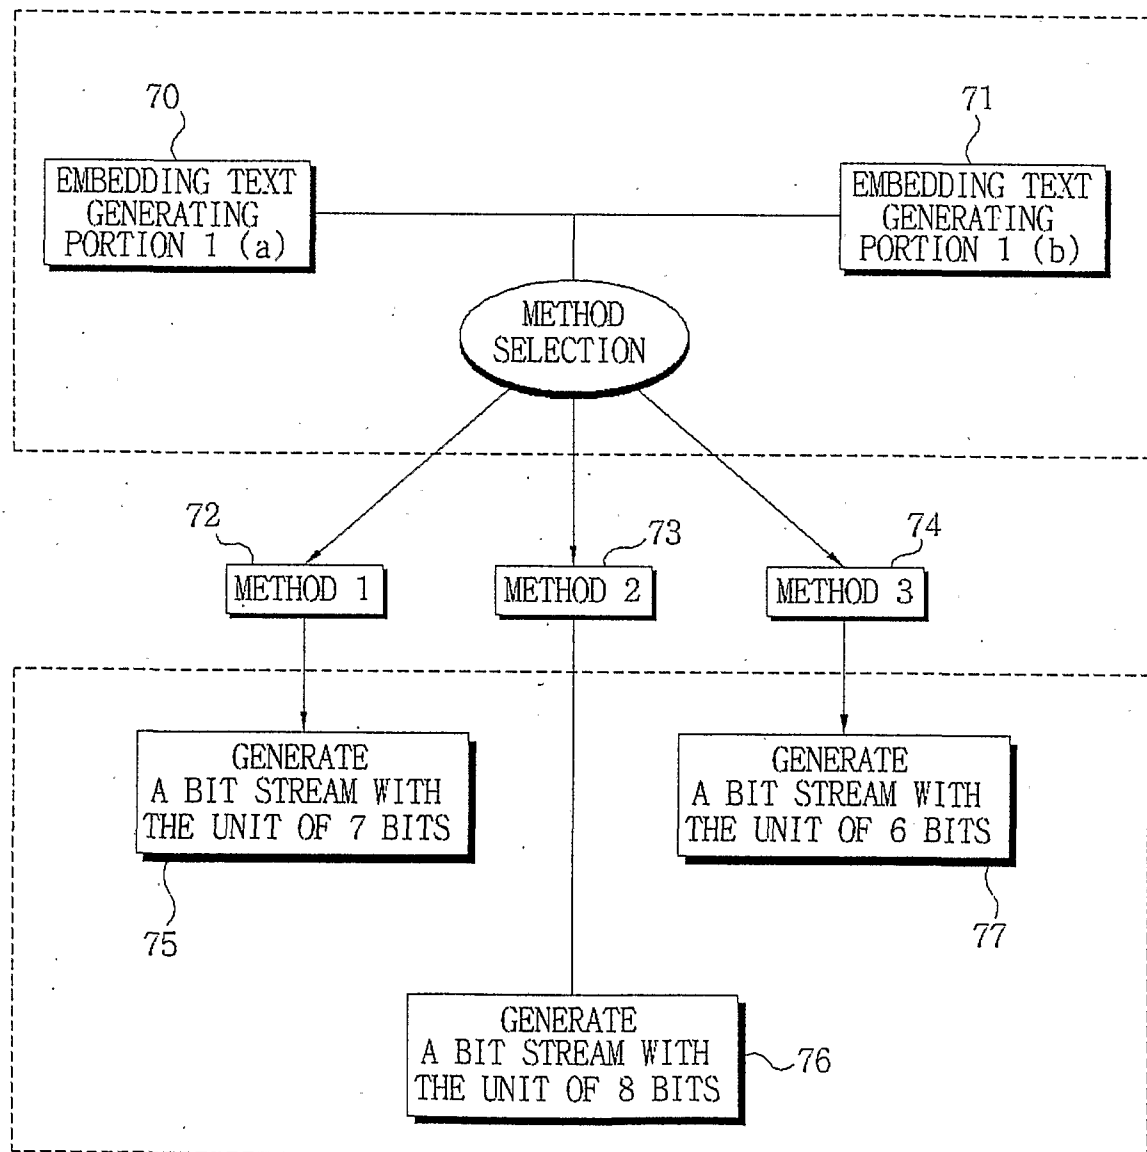 70
71
EMBEDDING TEXT
GENERATING
PORTION 1 (a)
EMBEDDING TEXT
GENERATING
PORTION 1 (b)
METHOD
SELECTION
72
73
74
METHOD 1
METHOD 2
METHOD 3
GENERATE
A BIT STREAM WITH
THE UNIT OF 7 BITS
GENERATE
A BIT STREAM WITH
THE UNIT OF 6 BITS
75
77
GENERATE
A BIT STREAM WITH
THE UNIT OF 8 BITS
76